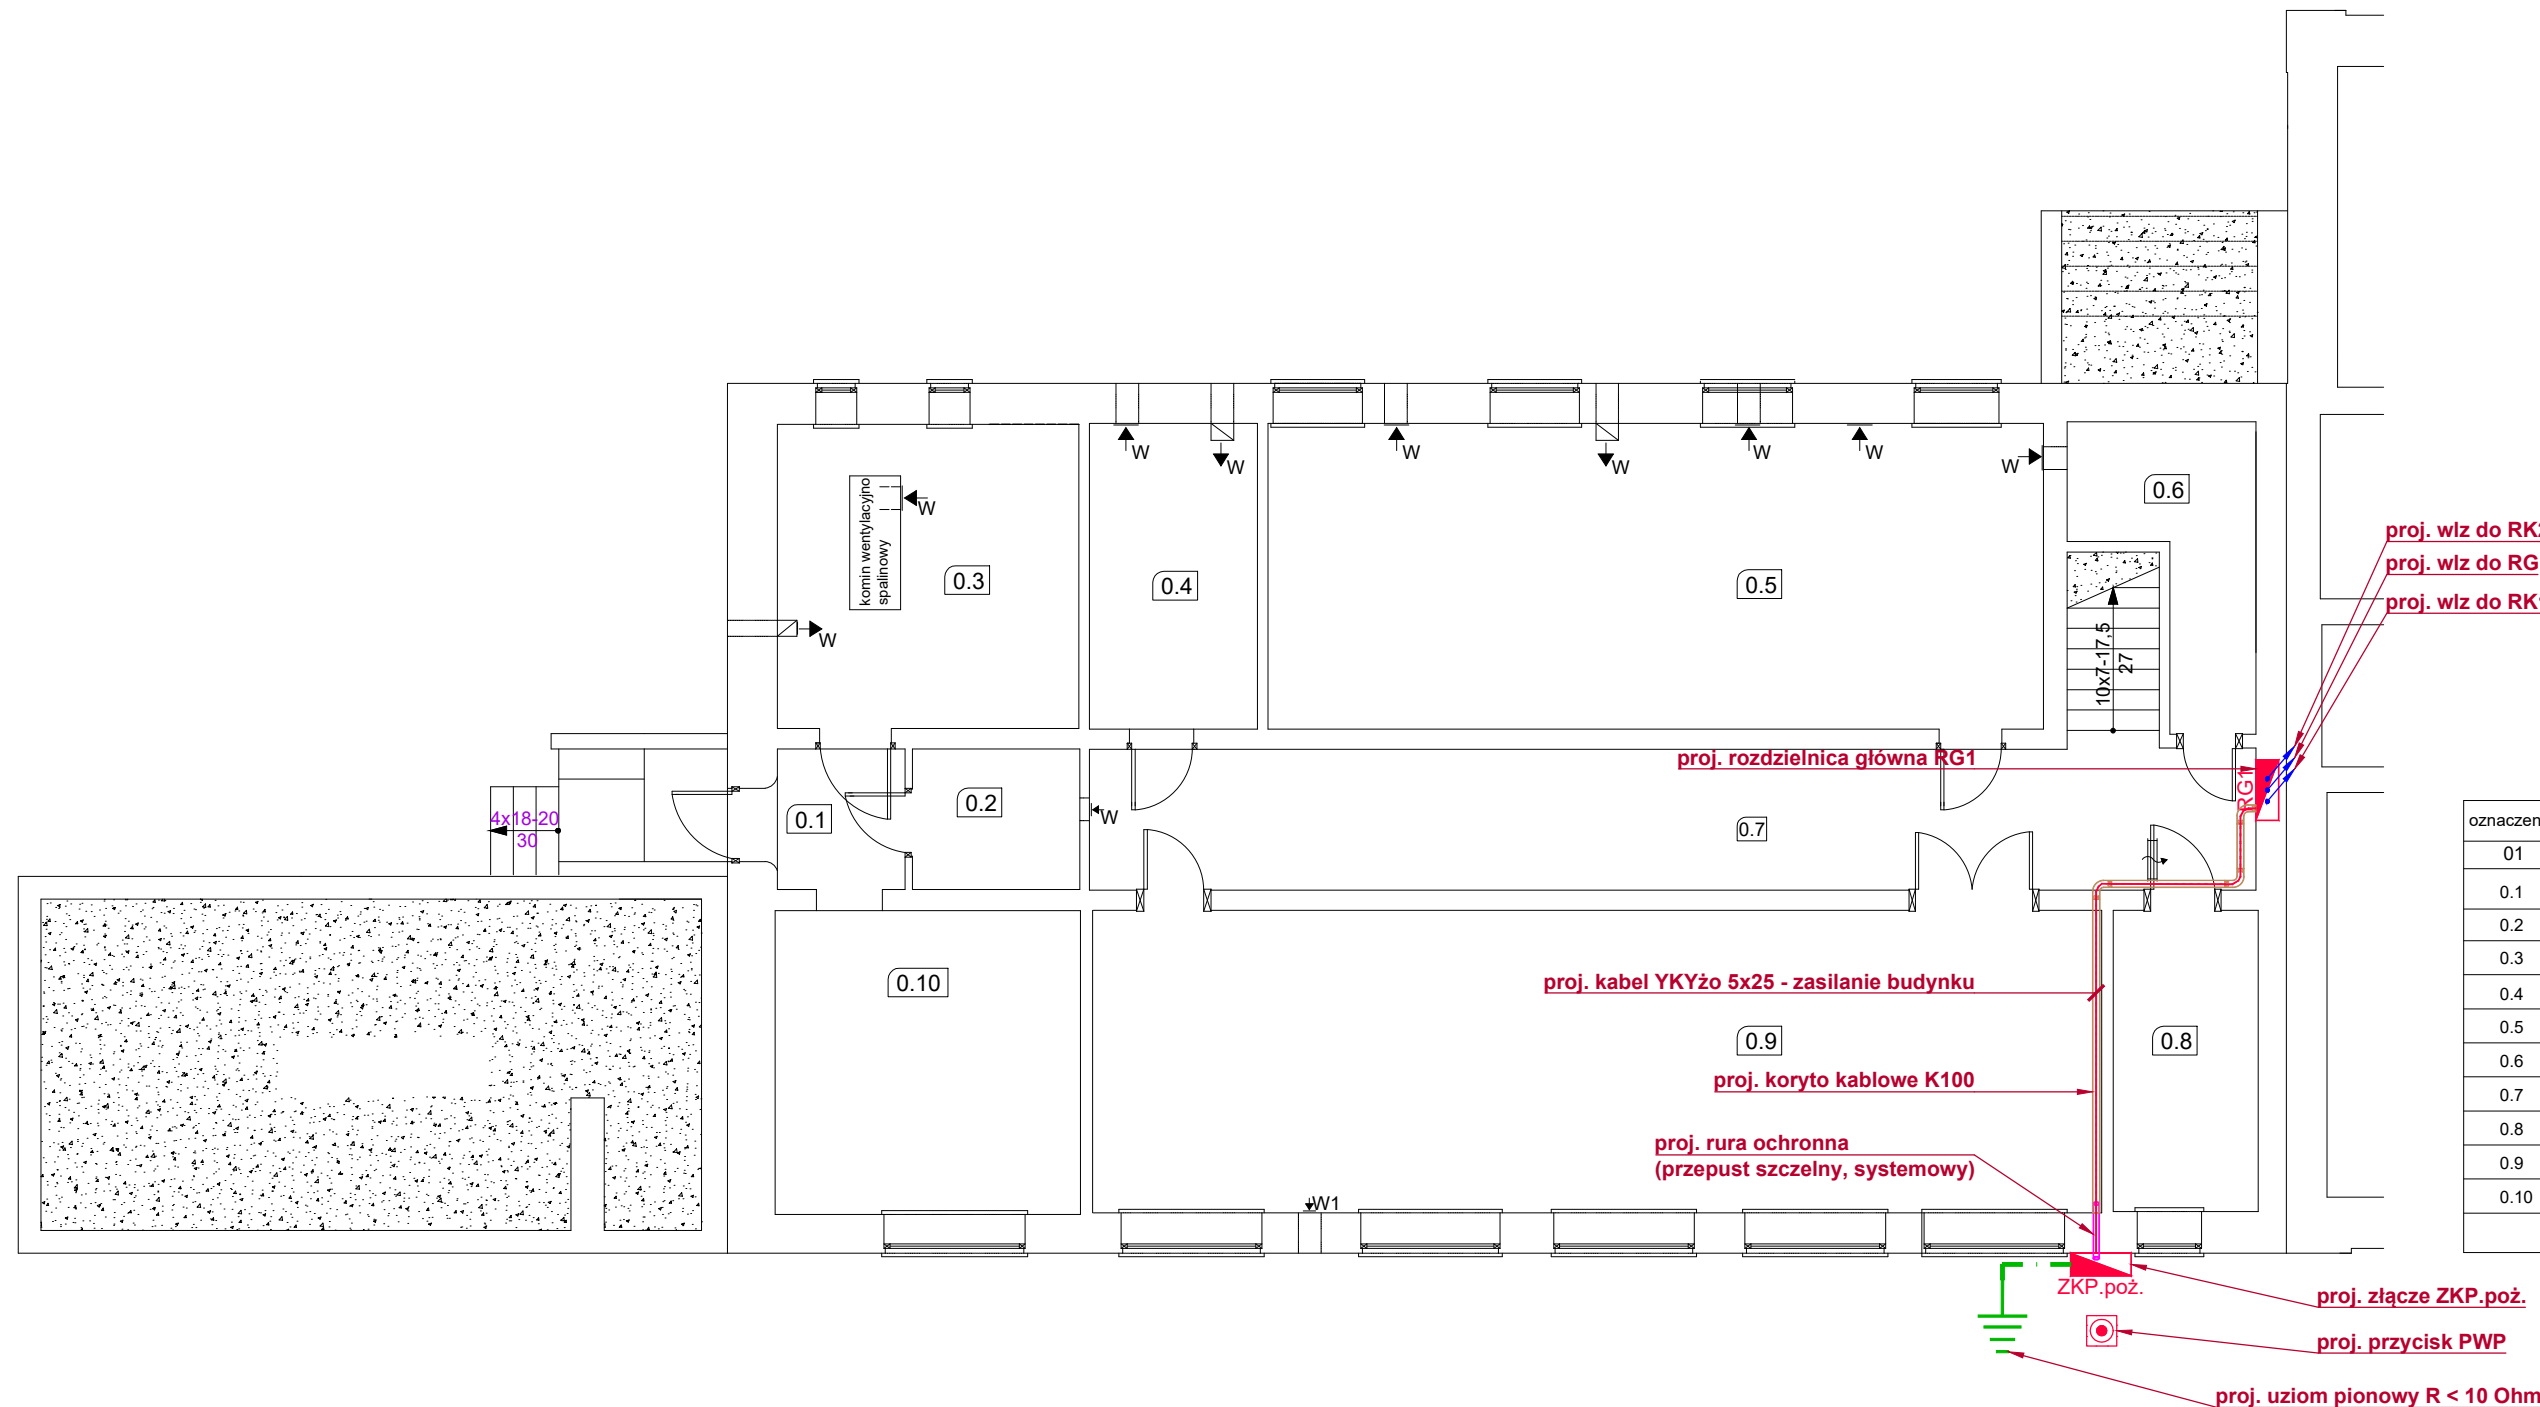 W
W
W
W
W
W
W
W
komin wentylacyjno
spalinowy
W
0.6
0.3
0.4
0.5
W
10x7-17,5
27
proj. wlz do RK
proj. wlz do RG
proj. wlz do RK
proj. rozdzielnica główna RG1
RG1
4x18-20
30
0.1
0.2
W
0.7
0.10
proj. kabel YKYżo 5x25 - zasilanie budynku
0.9
0.8
proj. koryto kablowe K100
proj. rura ochronna
(przepust szczelny, systemowy)
W1
ZKP.poż.
proj. złącze ZKP.poż.
proj. przycisk PWP
proj. uziom pionowy R < 10 Ohm
oznaczen
01
0.1
0.2
0.3
0.4
0.5
0.6
0.7
0.8
0.9
0.10